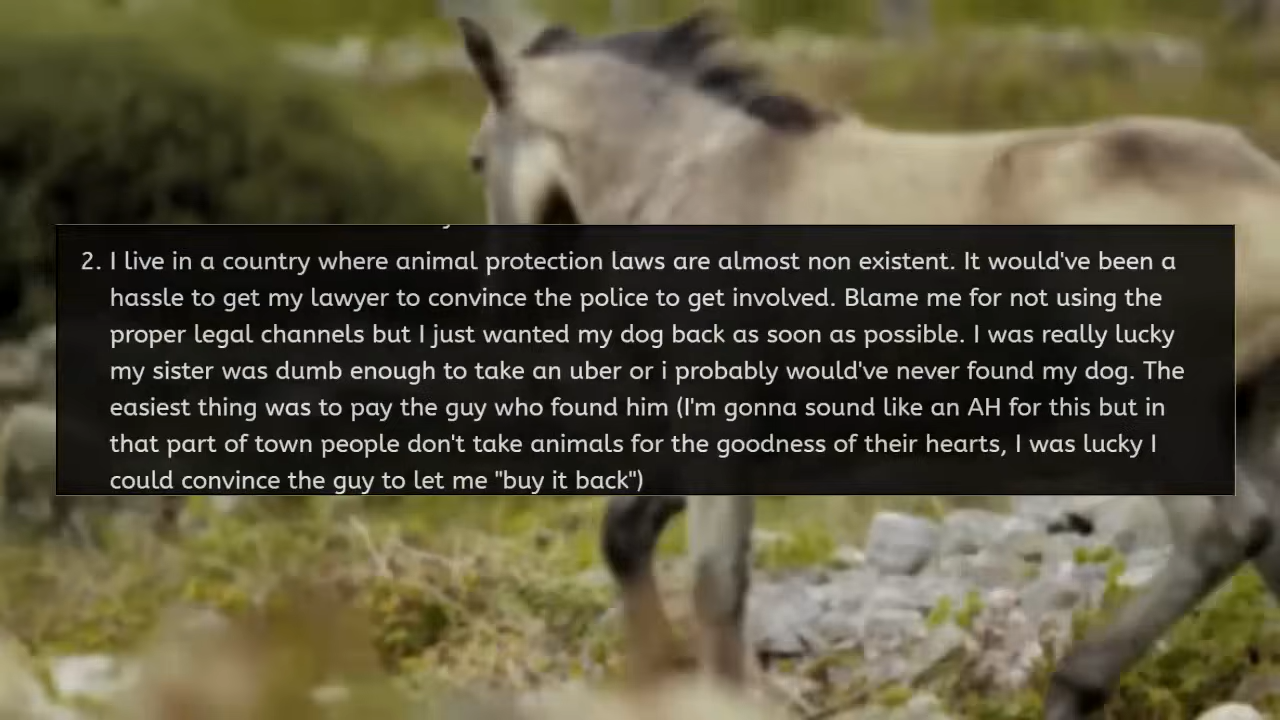 2. I live in a country where animal protection laws are almost non existent. It would've been a
hassle to get my lawyer to convince the police to get involved. Blame me for not using the
proper legal channels but I just wanted my dog back as soon as possible. I was really lucky
my sister was dumb enough to take an uber or i probably would've never found my dog. The
easiest thing was to pay the guy who found him (I'm gonna sound like an AH for this but in
that part of town people don't take animals for the goodness of their hearts, I was lucky I
could convince the guy to let me "buy it back")